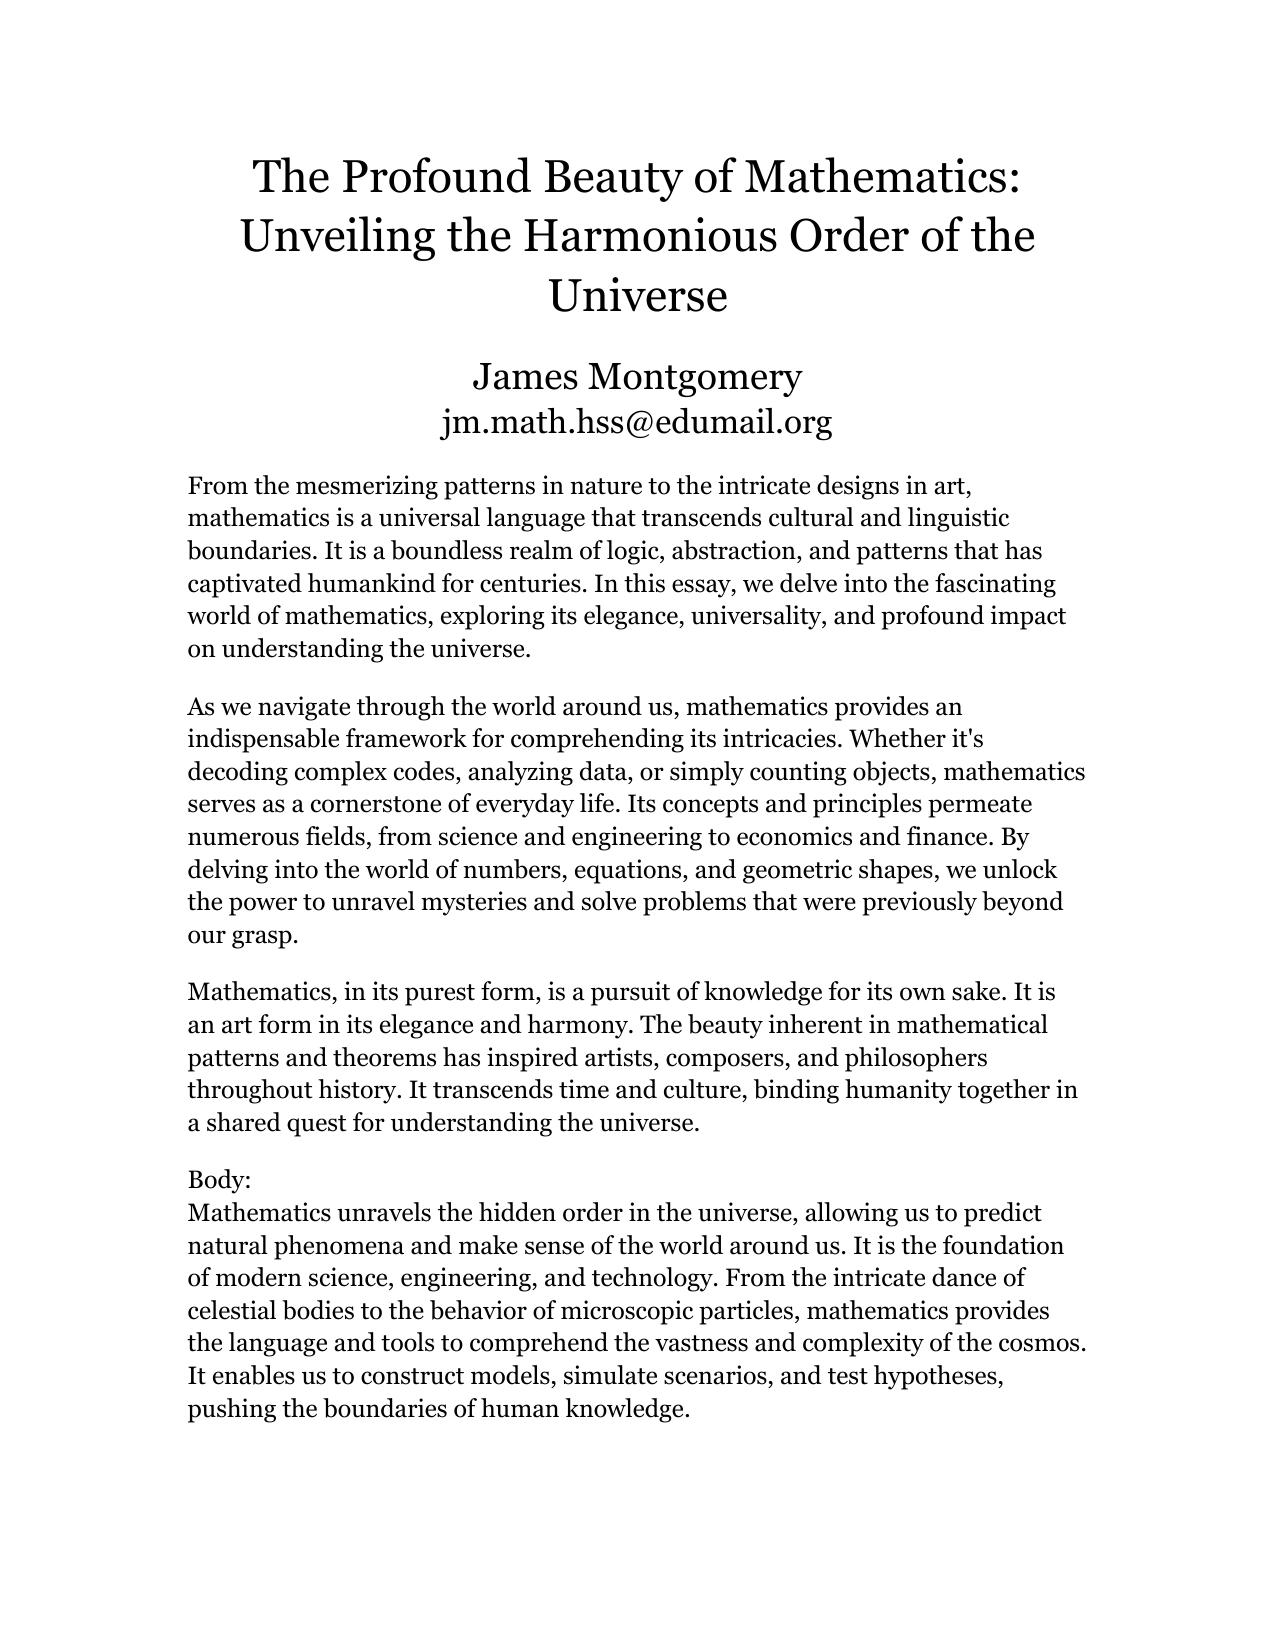 The Profound Beauty of Mathematics:
Unveiling the Harmonious Order of the
Universe
James Montgomery
jm.math.hss@edumail.org
From the mesmerizing patterns in nature to the intricate designs in art,
mathematics is a universal language that transcends cultural and linguistic
boundaries. It is a boundless realm of logic, abstraction, and patterns that has
captivated humankind for centuries. In this essay, we delve into the fascinating
world of mathematics, exploring its elegance, universality, and profound impact
on understanding the universe.
As we navigate through the world around us, mathematics provides an
indispensable framework for comprehending its intricacies. Whether it's
decoding complex codes, analyzing data, or simply counting objects, mathematics
serves as a cornerstone of everyday life. Its concepts and principles permeate
numerous fields, from science and engineering to economics and finance. By
delving into the world of numbers, equations, and geometric shapes, we unlock
the power to unravel mysteries and solve problems that were previously beyond
our grasp.
Mathematics, in its purest form, is a pursuit of knowledge for its own sake. It is
an art form in its elegance and harmony. The beauty inherent in mathematical
patterns and theorems has inspired artists, composers, and philosophers
throughout history. It transcends time and culture, binding humanity together in
a shared quest for understanding the universe.
Body:
Mathematics unravels the hidden order in the universe, allowing us to predict
natural phenomena and make sense of the world around us. It is the foundation
of modern science, engineering, and technology. From the intricate dance of
celestial bodies to the behavior of microscopic particles, mathematics provides
the language and tools to comprehend the vastness and complexity of the cosmos.
It enables us to construct models, simulate scenarios, and test hypotheses,
pushing the boundaries of human knowledge.